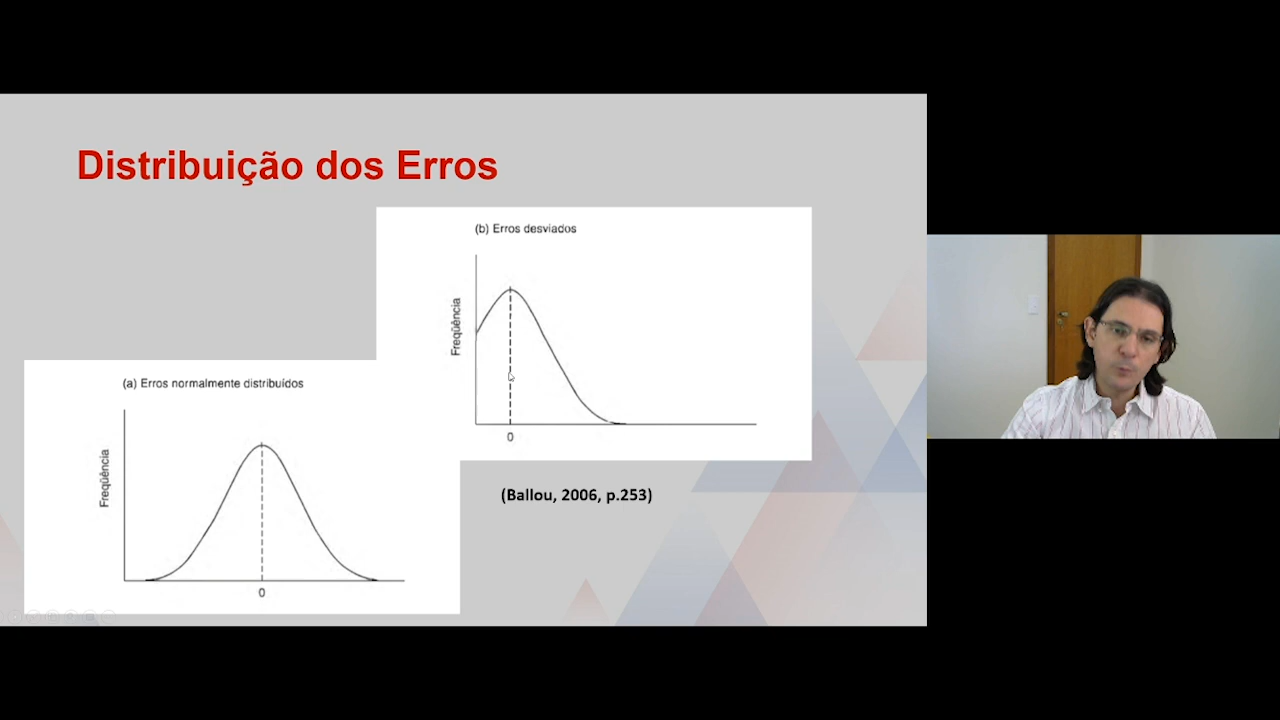 Distribuição dos Erros
(b) Erros desviados
Freqüência
0
(a) Erros normalmente distribuídos
Freqüência
0
(Ballou, 2006, p.253)